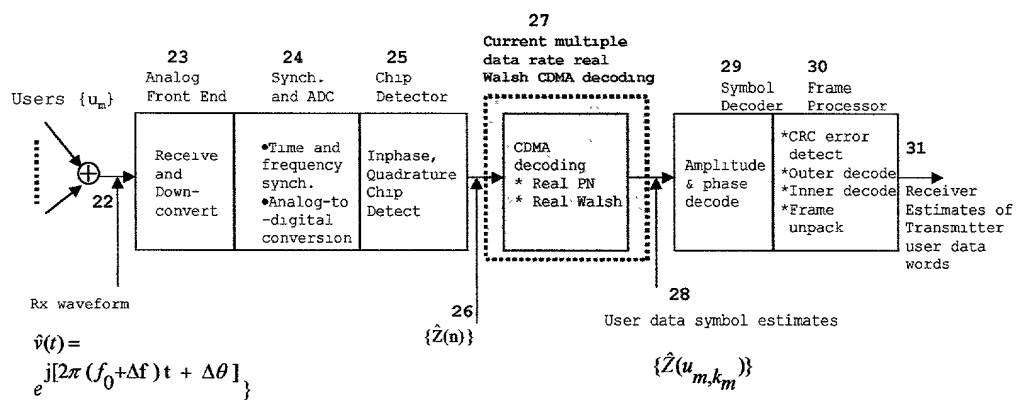 27
Current multiple
data rate real
Walsh CDMA decoding
23
Analog
Front End
24
Synch.
and ADC
25
Chip
Detector
29
Symbol
Decoder
30
Frame
Processor
Users {u_m}
22
Receive
and
Down-
convert
•Time and
frequency
synch.
•Analog-to
-digital
conversion
Inphase,
Quadrature
Chip
Detect
CDMA
decoding
* Real PN
* Real Walsh
Amplitude
& phase
decode
*CRC error
detect
*Outer decode
*Inner decode
*Frame
unpack
31
Receiver
Estimates of
Transmitter
user data
words
Rx waveform
v̂(t) =
e^{j[2π(f_0+Δf)t + Δθ]}}
26
{Ẑ(n)}
28
User data symbol estimates
{Ẑ(u_{m,k_m})}